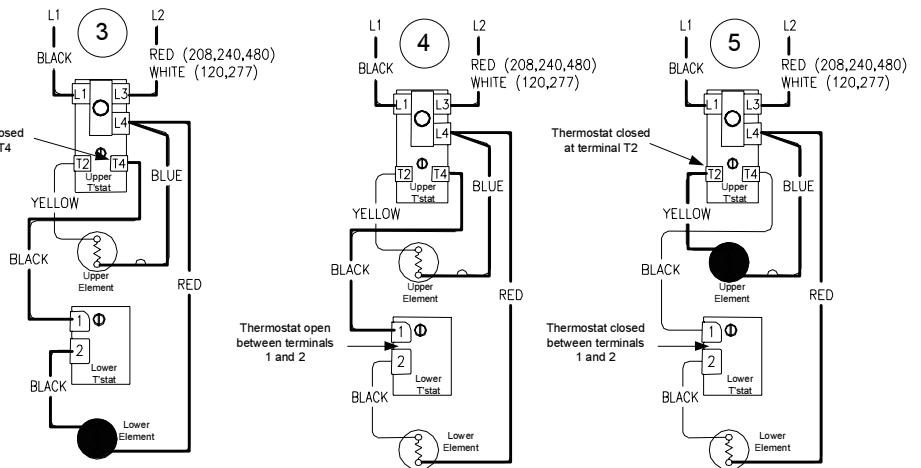 L1
L2
3
BLACK
RED (208,240,480)
WHITE (120,277)
L1
L3
L4
T4
T2
T4
Upper
T'stat
BLUE
YELLOW
BLACK
Upper
Element
RED
1
2
Lower
T'stat
BLACK
Lower
Element
L1
L2
4
BLACK
RED (208,240,480)
WHITE (120,277)
L1
L3
L4
T2
T4
Upper
T'stat
BLUE
YELLOW
BLACK
Upper
Element
RED
Thermostat open
between terminals
1 and 2
1
2
Lower
T'stat
BLACK
Lower
Element
L1
L2
5
BLACK
RED (208,240,480)
WHITE (120,277)
L1
L3
L4
Thermostat closed
at terminal T2
T2
T4
Upper
T'stat
BLUE
YELLOW
BLACK
Upper
Element
RED
Thermostat closed
between terminals
1 and 2
1
2
Lower
T'stat
BLACK
Lower
Element